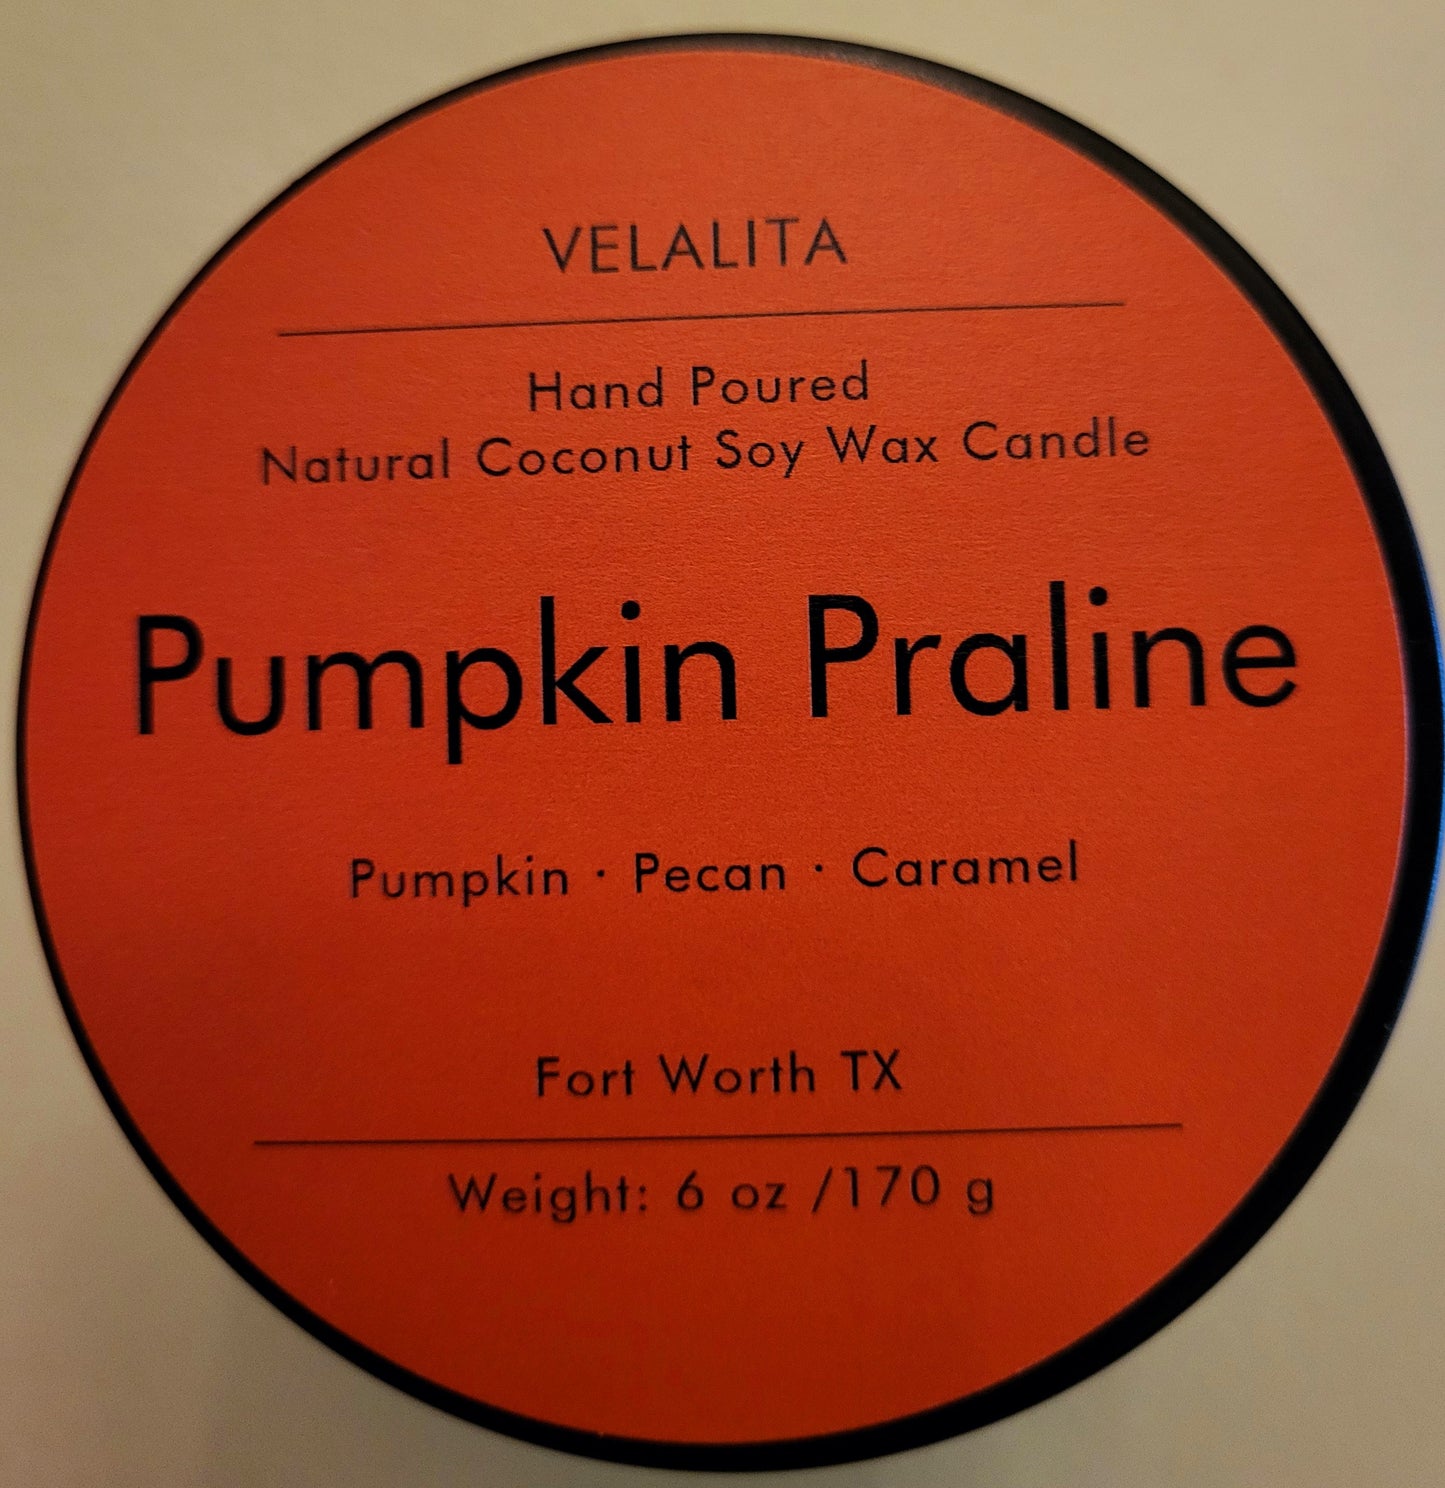 VELALITA
Hand Poured
Natural Coconut Soy Wax Candle
Pumpkin Praline
Pumpkin · Pecan · Caramel
Fort Worth TX
Weight: 6 oz /170 g